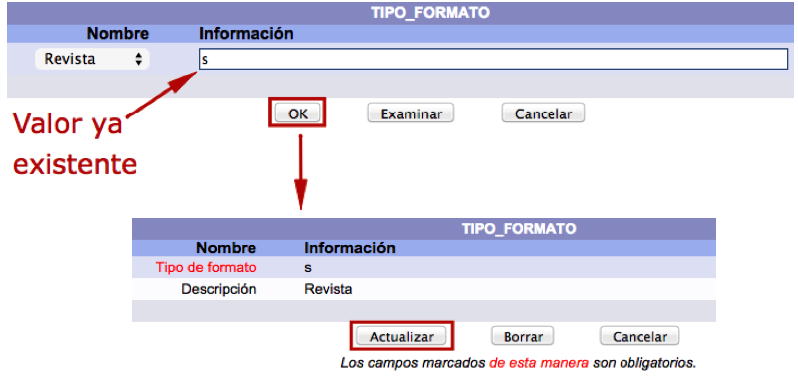 TIPO_FORMATO
Nombre Información
Revista s
OK Examinar Cancelar
Valor ya
existente
TIPO_FORMATO
Nombre Información
Tipo de formato s
Descripción Revista
Actualizar Borrar Cancelar
Los campos marcados de esta manera son obligatorios.